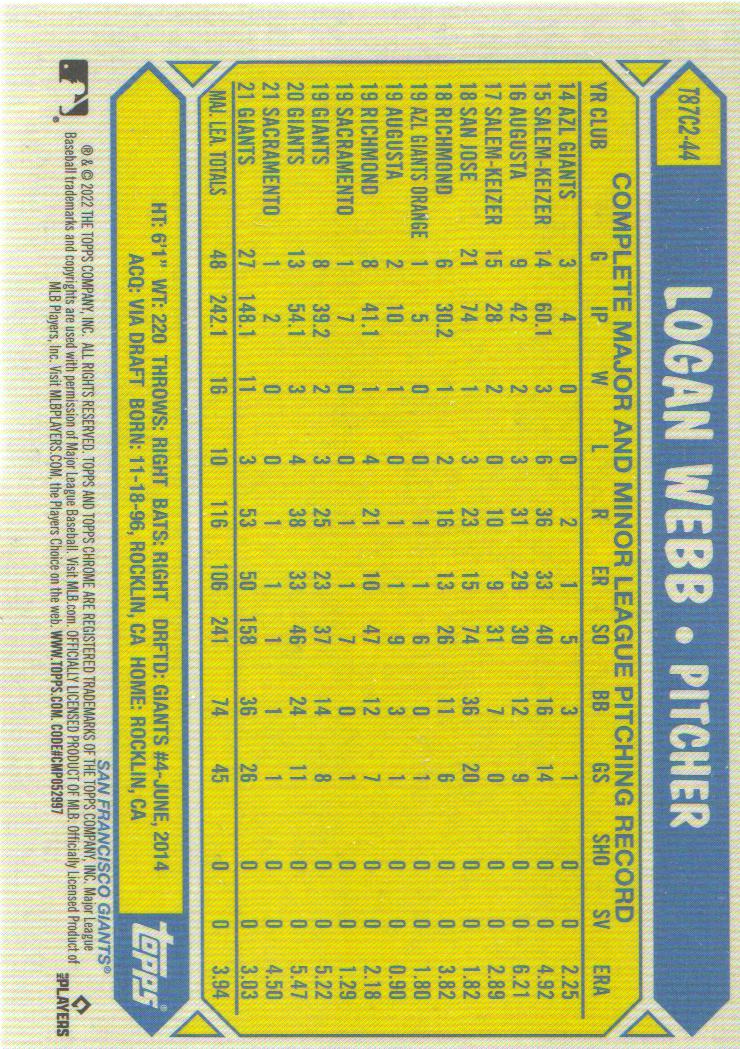 T87C2-44
LOGAN WEBB • PITCHER
COMPLETE MAJOR AND MINOR LEAGUE PITCHING RECORD
YR CLUB G IP W L R ER SO BB GS SHO SV ERA
14 AZL GIANTS 3 4 0 0 2 1 5 3 1 0 0 2.25
15 SALEM-KEIZER 14 60.1 3 6 36 33 40 16 14 0 0 4.92
16 AUGUSTA 9 42 2 3 31 29 30 12 9 0 0 6.21
17 SALEM-KEIZER 15 28 2 0 10 9 31 7 0 0 0 2.89
18 SAN JOSE 21 74 1 3 23 15 74 36 20 0 0 1.82
18 RICHMOND 6 30.2 1 2 16 13 26 11 6 0 0 3.82
19 AZL GIANTS ORANGE 1 5 0 0 1 1 6 0 1 0 0 1.80
19 AUGUSTA 2 10 1 0 1 1 9 3 1 0 0 0.90
19 RICHMOND 8 41.1 1 4 21 10 47 12 7 0 0 2.18
19 SACRAMENTO 1 7 0 0 1 1 7 0 1 0 0 1.29
19 GIANTS 8 39.2 2 3 25 23 37 14 8 0 0 5.22
20 GIANTS 13 54.1 3 4 38 33 46 24 11 0 0 5.47
21 SACRAMENTO 1 2 0 0 1 1 1 1 1 0 0 4.50
21 GIANTS 27 148.1 11 3 53 50 158 36 26 0 0 3.03
MAJ. LEA. TOTALS 48 242.1 16 10 116 106 241 74 45 0 0 3.94
HT: 6'1" WT: 220 THROWS: RIGHT BATS: RIGHT DRFTD: GIANTS #4-JUNE, 2014
ACQ: VIA DRAFT BORN: 11-18-96, ROCKLIN, CA HOME: ROCKLIN, CA
topps®
SAN FRANCISCO GIANTS®
® & © 2022 THE TOPPS COMPANY, INC. ALL RIGHTS RESERVED. TOPPS AND TOPPS CHROME ARE REGISTERED TRADEMARKS OF THE TOPPS COMPANY, INC. Major League
Baseball trademarks and copyrights are used with permission of Major League Baseball. Visit MLB.com. OFFICIALLY LICENSED PRODUCT OF MLB. Officially Licensed Product of
MLB Players, Inc. Visit MLBPLAYERS.COM, the Players Choice on the web. WWW.TOPPS.COM. CODE#CMP052997
MLB PLAYERS